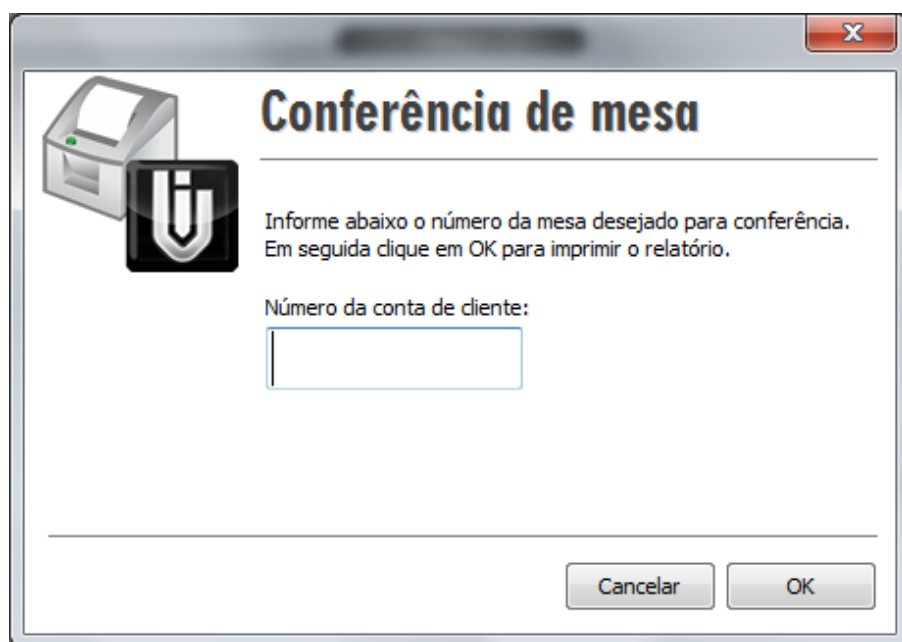 Conferência de mesa
Informe abaixo o número da mesa desejado para conferência.
Em seguida clique em OK para imprimir o relatório.
Número da conta de cliente:
Cancelar
OK